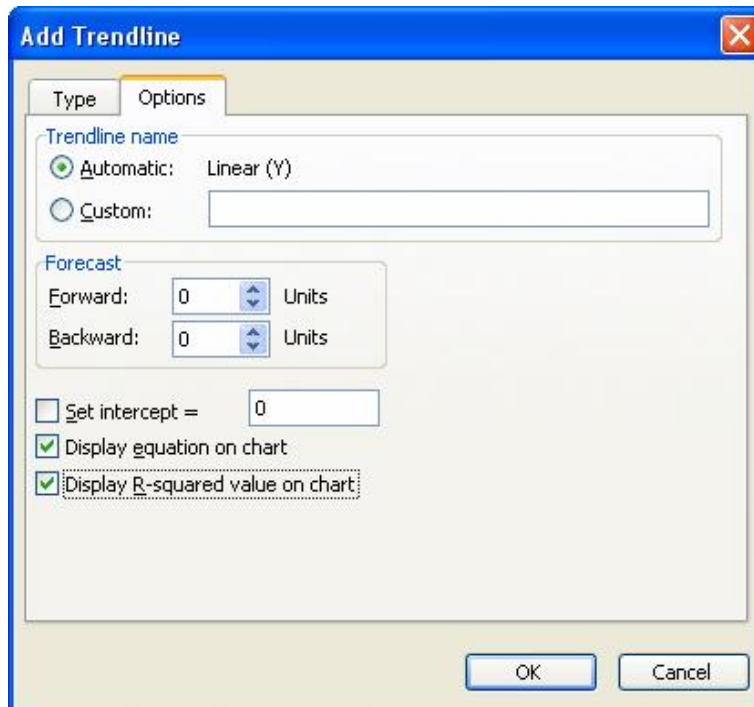 Add Trendline
Type Options
Trendline name
Automatic: Linear (Y)
Custom:
Forecast
Forward: 0 Units
Backward: 0 Units
Set intercept = 0
Display equation on chart
Display R-squared value on chart
OK Cancel